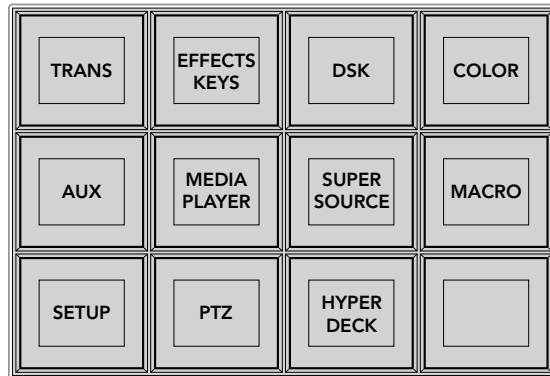 TRANS
EFFECTS
KEYS
DSK
COLOR
AUX
MEDIA
PLAYER
SUPER
SOURCE
MACRO
SETUP
PTZ
HYPER
DECK